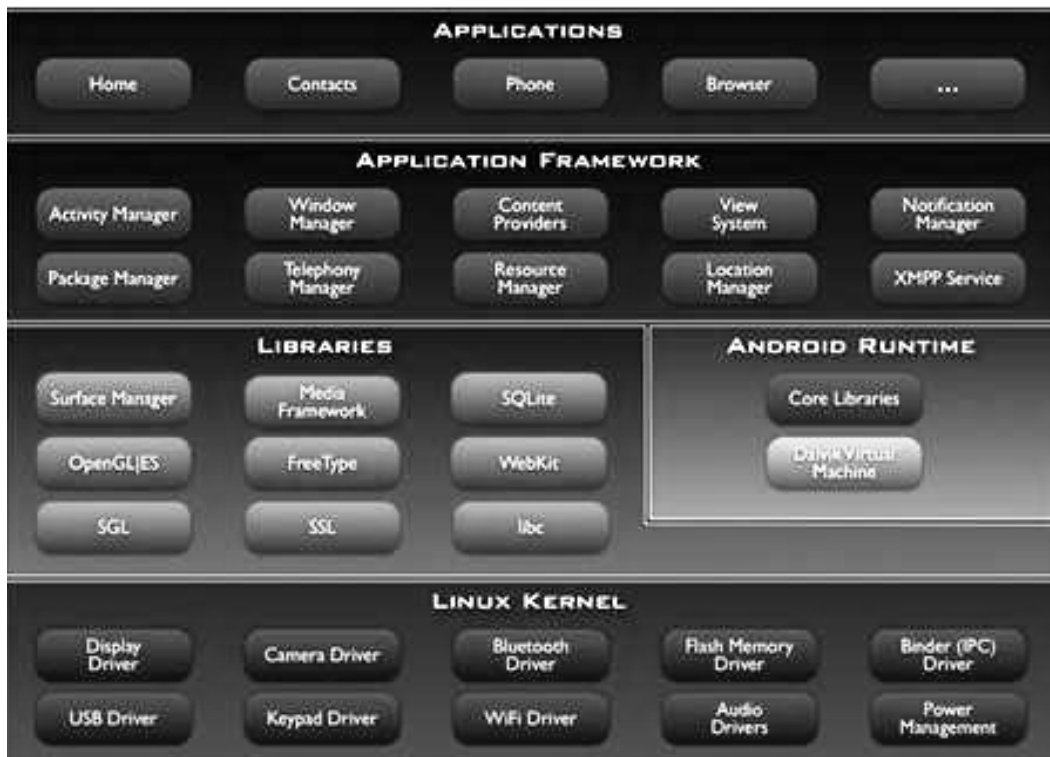 APPLICATIONS
Home
Contacts
Phone
Browser
...
APPLICATION FRAMEWORK
Activity Manager
Window
Manager
Content
Providers
View
System
Notification
Manager
Package Manager
Telephony
Manager
Resource
Manager
Location
Manager
XMPP Service
LIBRARIES
Surface Manager
Media
Framework
SQLite
OpenGL|ES
FreeType
WebKit
SGL
SSL
libc
ANDROID RUNTIME
Core Libraries
Dalvik Virtual
Machine
LINUX KERNEL
Display
Driver
Camera Driver
Bluetooth
Driver
Flash Memory
Driver
Binder (IPC)
Driver
USB Driver
Keypad Driver
WiFi Driver
Audio
Drivers
Power
Management